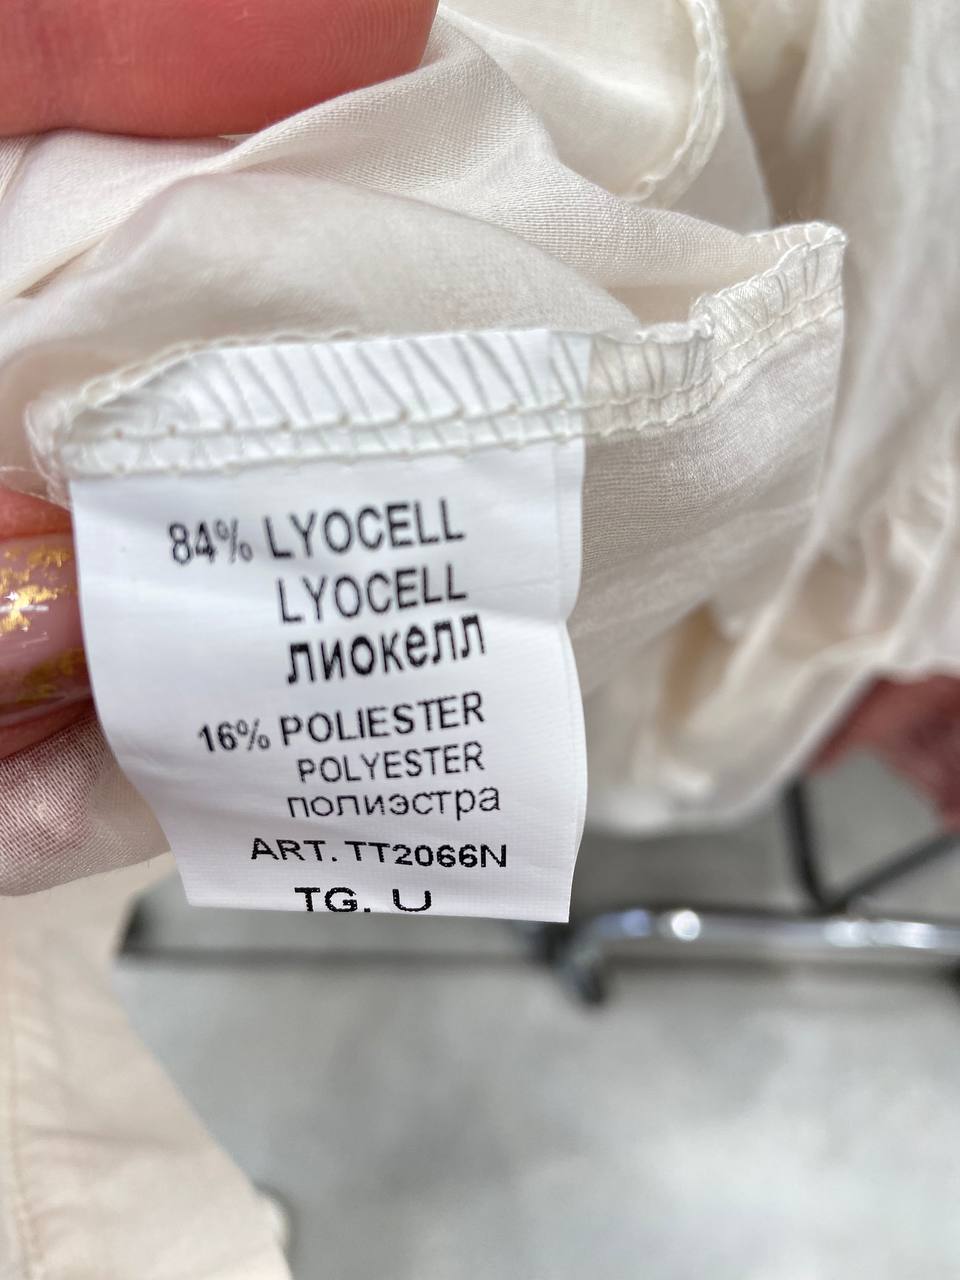 84% LYOCELL
LYOCELL
лиокелл
16% POLIESTER
POLYESTER
полиэстра
ART. TT2066N
TG. U